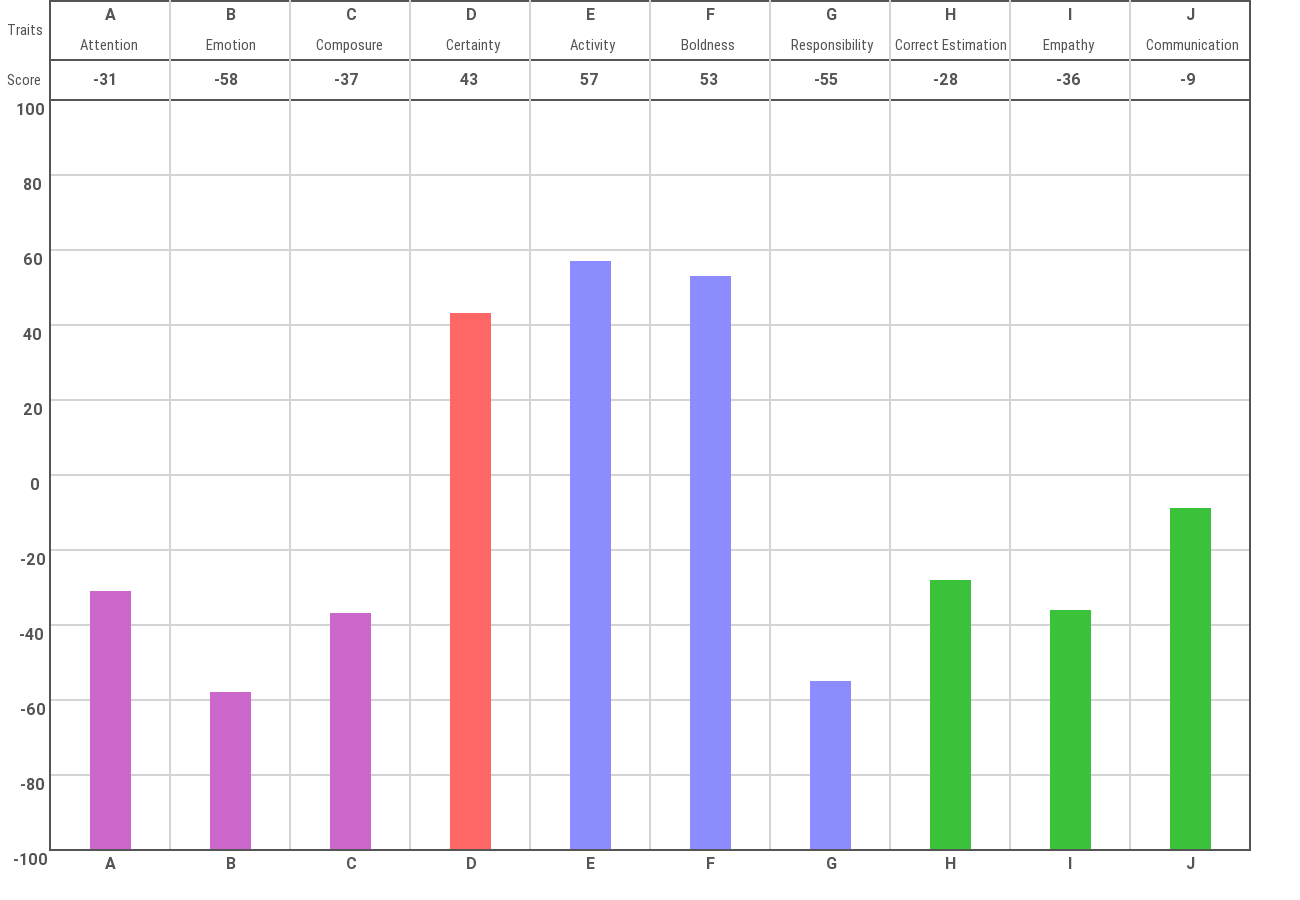 Traits A B C D E F G H I J
Attention Emotion Composure Certainty Activity Boldness Responsibility Correct Estimation Empathy Communication
Score -31 -58 -37 43 57 53 -55 -28 -36 -9
100
80
60
40
20
0
-20
-40
-60
-80
-100
A B C D E F G H I J